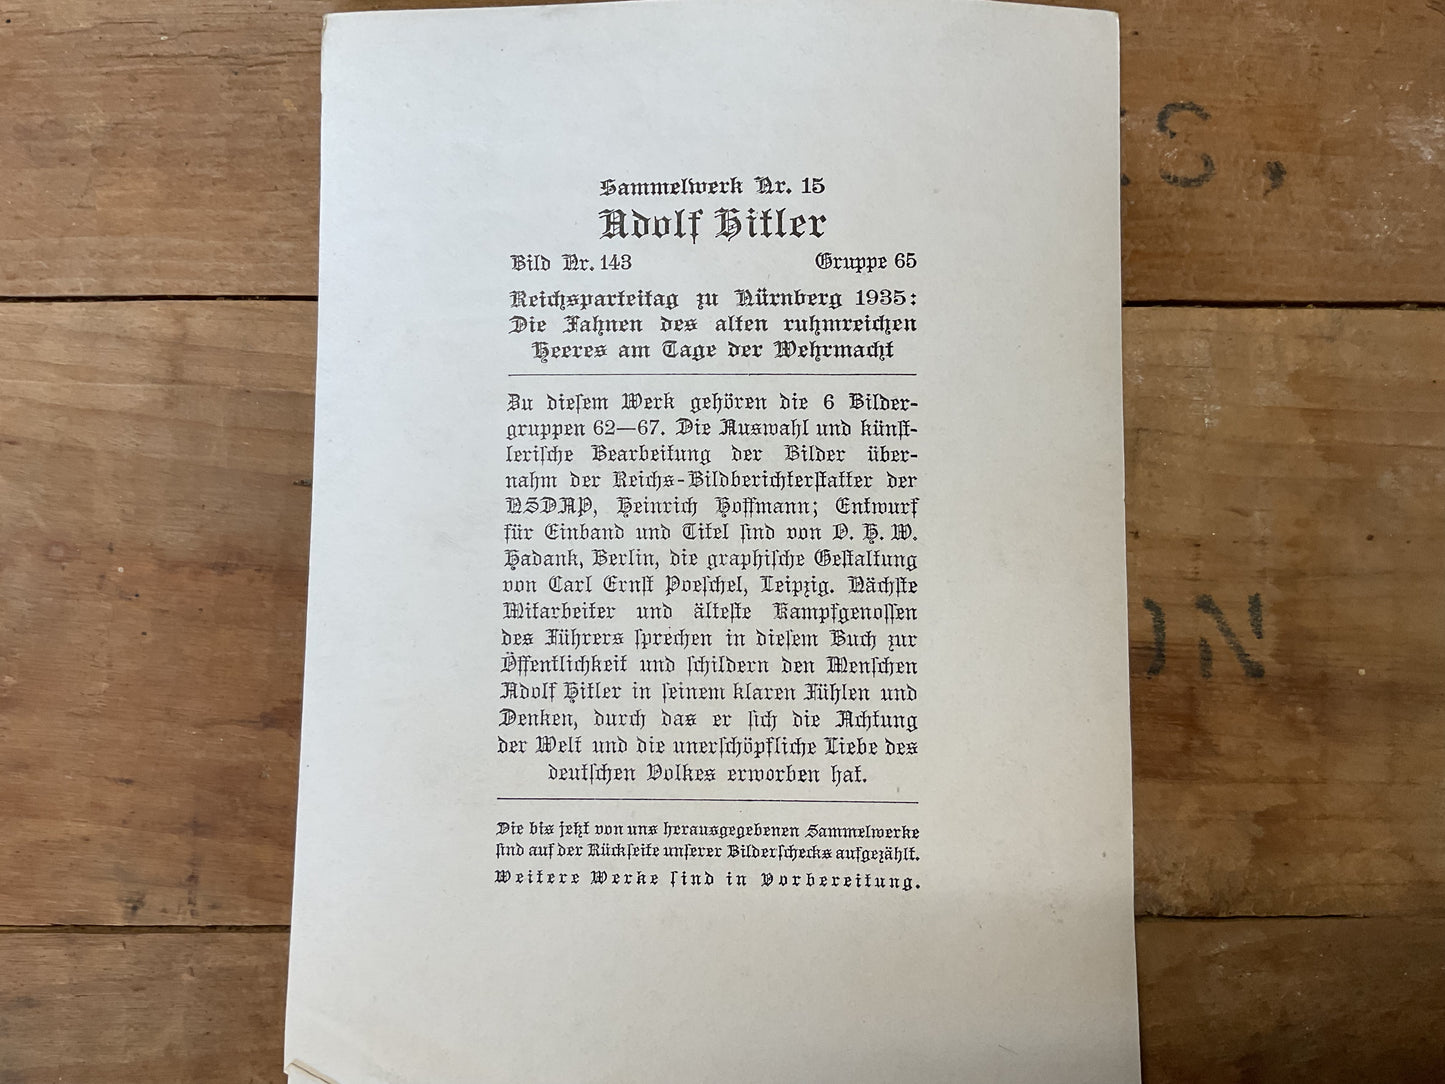 Sammelwerk Nr. 15
Adolf Hitler
Bild Nr. 143 Gruppe 65
Reichsparteitag zu Nürnberg 1935:
Die Fahnen des alten ruhmreichen
Heeres am Tage der Wehrmacht
Zu diesem Werk gehören die 6 Bilder-
gruppen 62—67. Die Auswahl und künst-
lerische Bearbeitung der Bilder über-
nahm der Reichs-Bildberichterstatter der
NSDAP, Heinrich Hoffmann; Entwurf
für Einband und Titel sind von O. H. W.
Hadank, Berlin, die graphische Gestaltung
von Carl Ernst Poeschel, Leipzig. Nächste
Mitarbeiter und älteste Kampfgenossen
des Führers sprechen in diesem Buch zur
Öffentlichkeit und schildern den Menschen
Adolf Hitler in seinem klaren Fühlen und
Denken, durch das er sich die Achtung
der Welt und die unerschöpfliche Liebe des
deutschen Volkes erworben hat.
Die bis jetzt von uns herausgegebenen Sammelwerke
sind auf der Rückseite unserer Bilderschecks aufgezählt.
Weitere Werke sind in Vorbereitung.